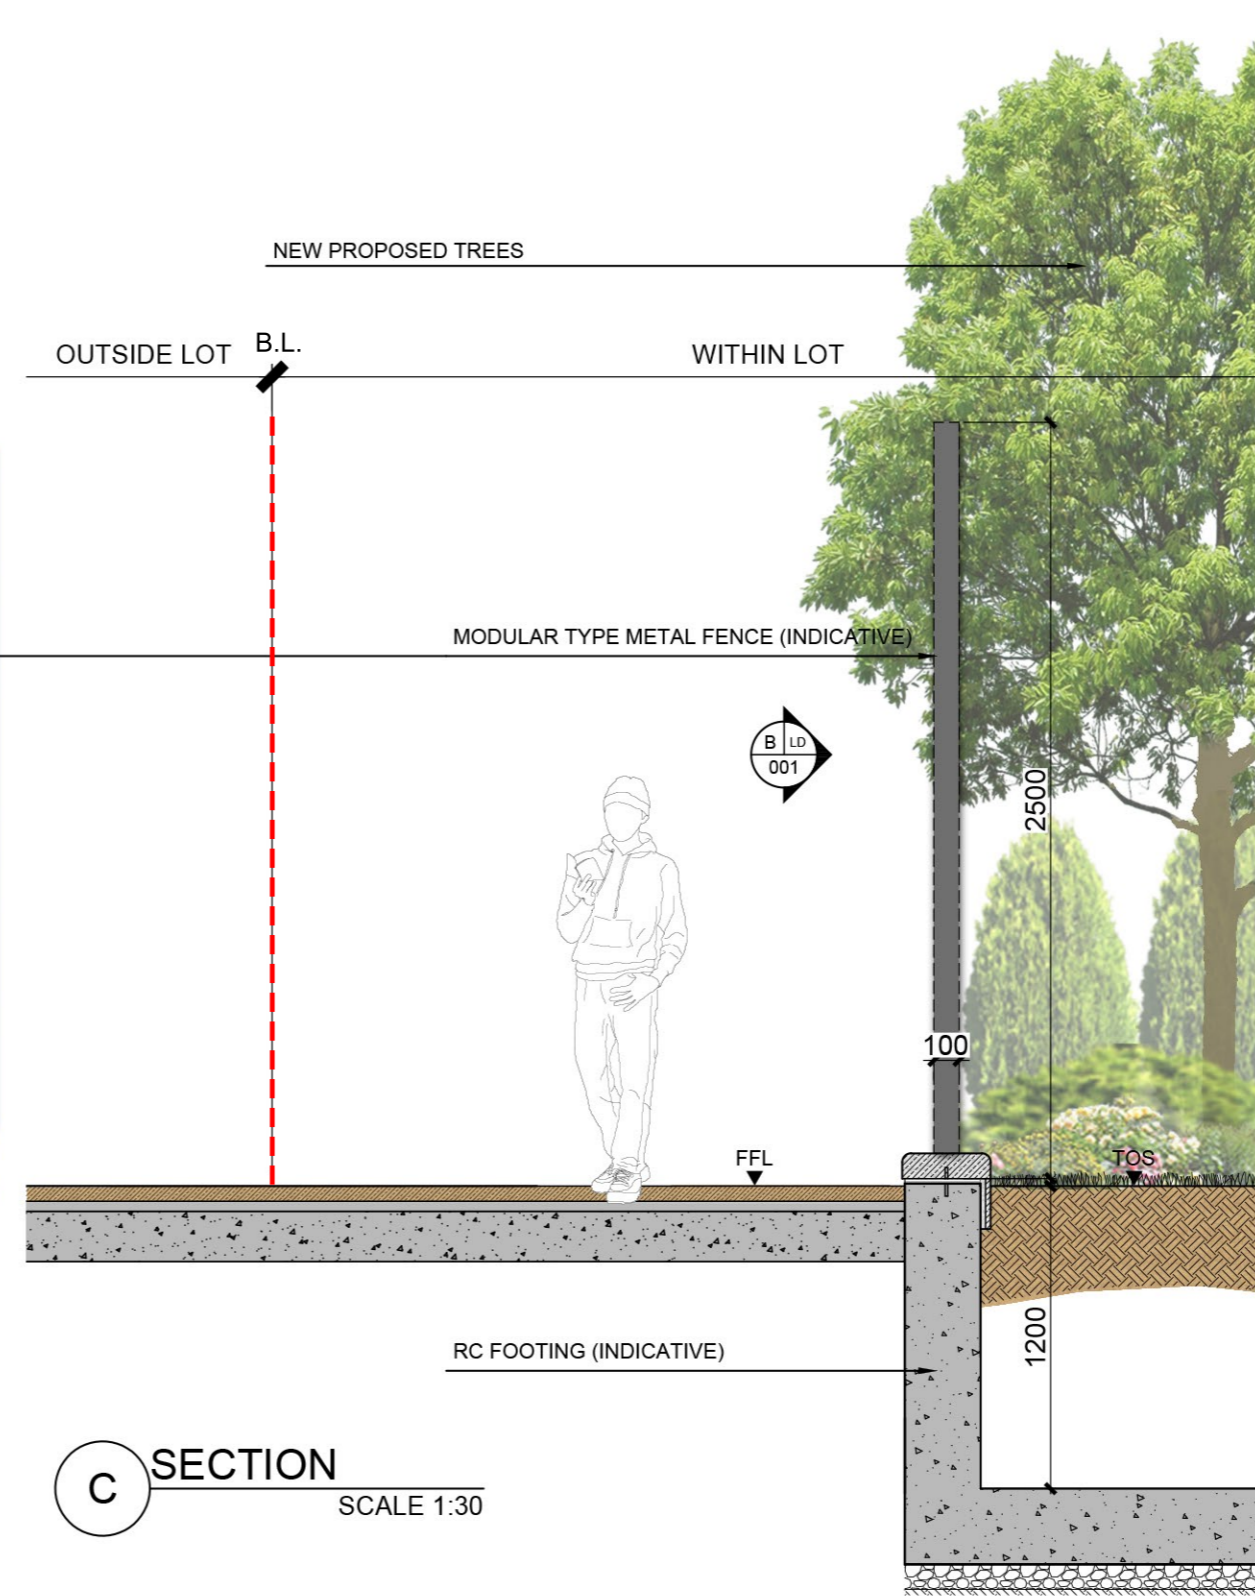 NEW PROPOSED TREES
OUTSIDE LOT
B.L.
WITHIN LOT
MODULAR TYPE METAL FENCE (INDICATIVE)
B LD
001
2500
100
FFL
TOS
1200
RC FOOTING (INDICATIVE)
C
SECTION
SCALE 1:30